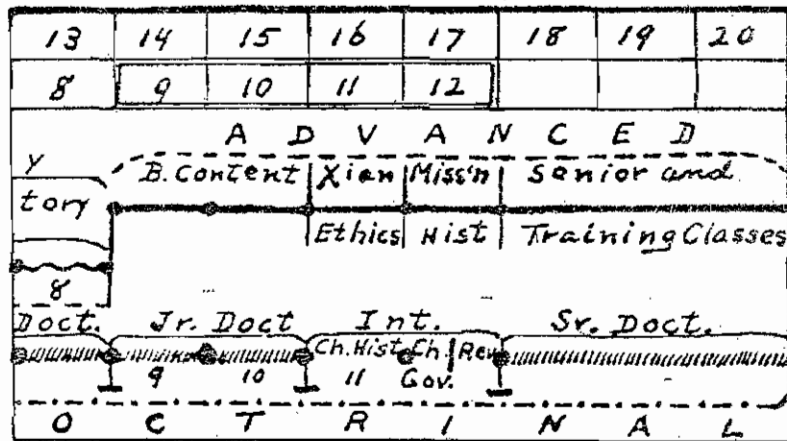 13 14 15 16 17 18 19 20
8 9 10 11 12
A D V A N C E D
y B. Content Xian Miss'n Senior and
tory
Ethics Hist Training Classes
8
Doct. Jr. Doct Int. Sr. Doct.
Ch. Hist Ch. Rev
9 10 11 Gov.
O C T R I N A L